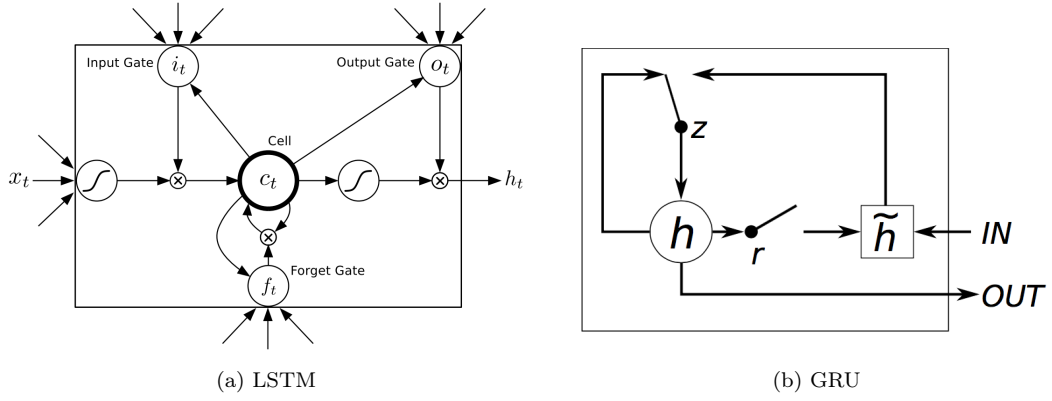 Input Gate
i_t
Output Gate
o_t
Cell
x_t
c_t
h_t
Forget Gate
f_t
(a) LSTM
z
h
r
h̃
IN
OUT
(b) GRU